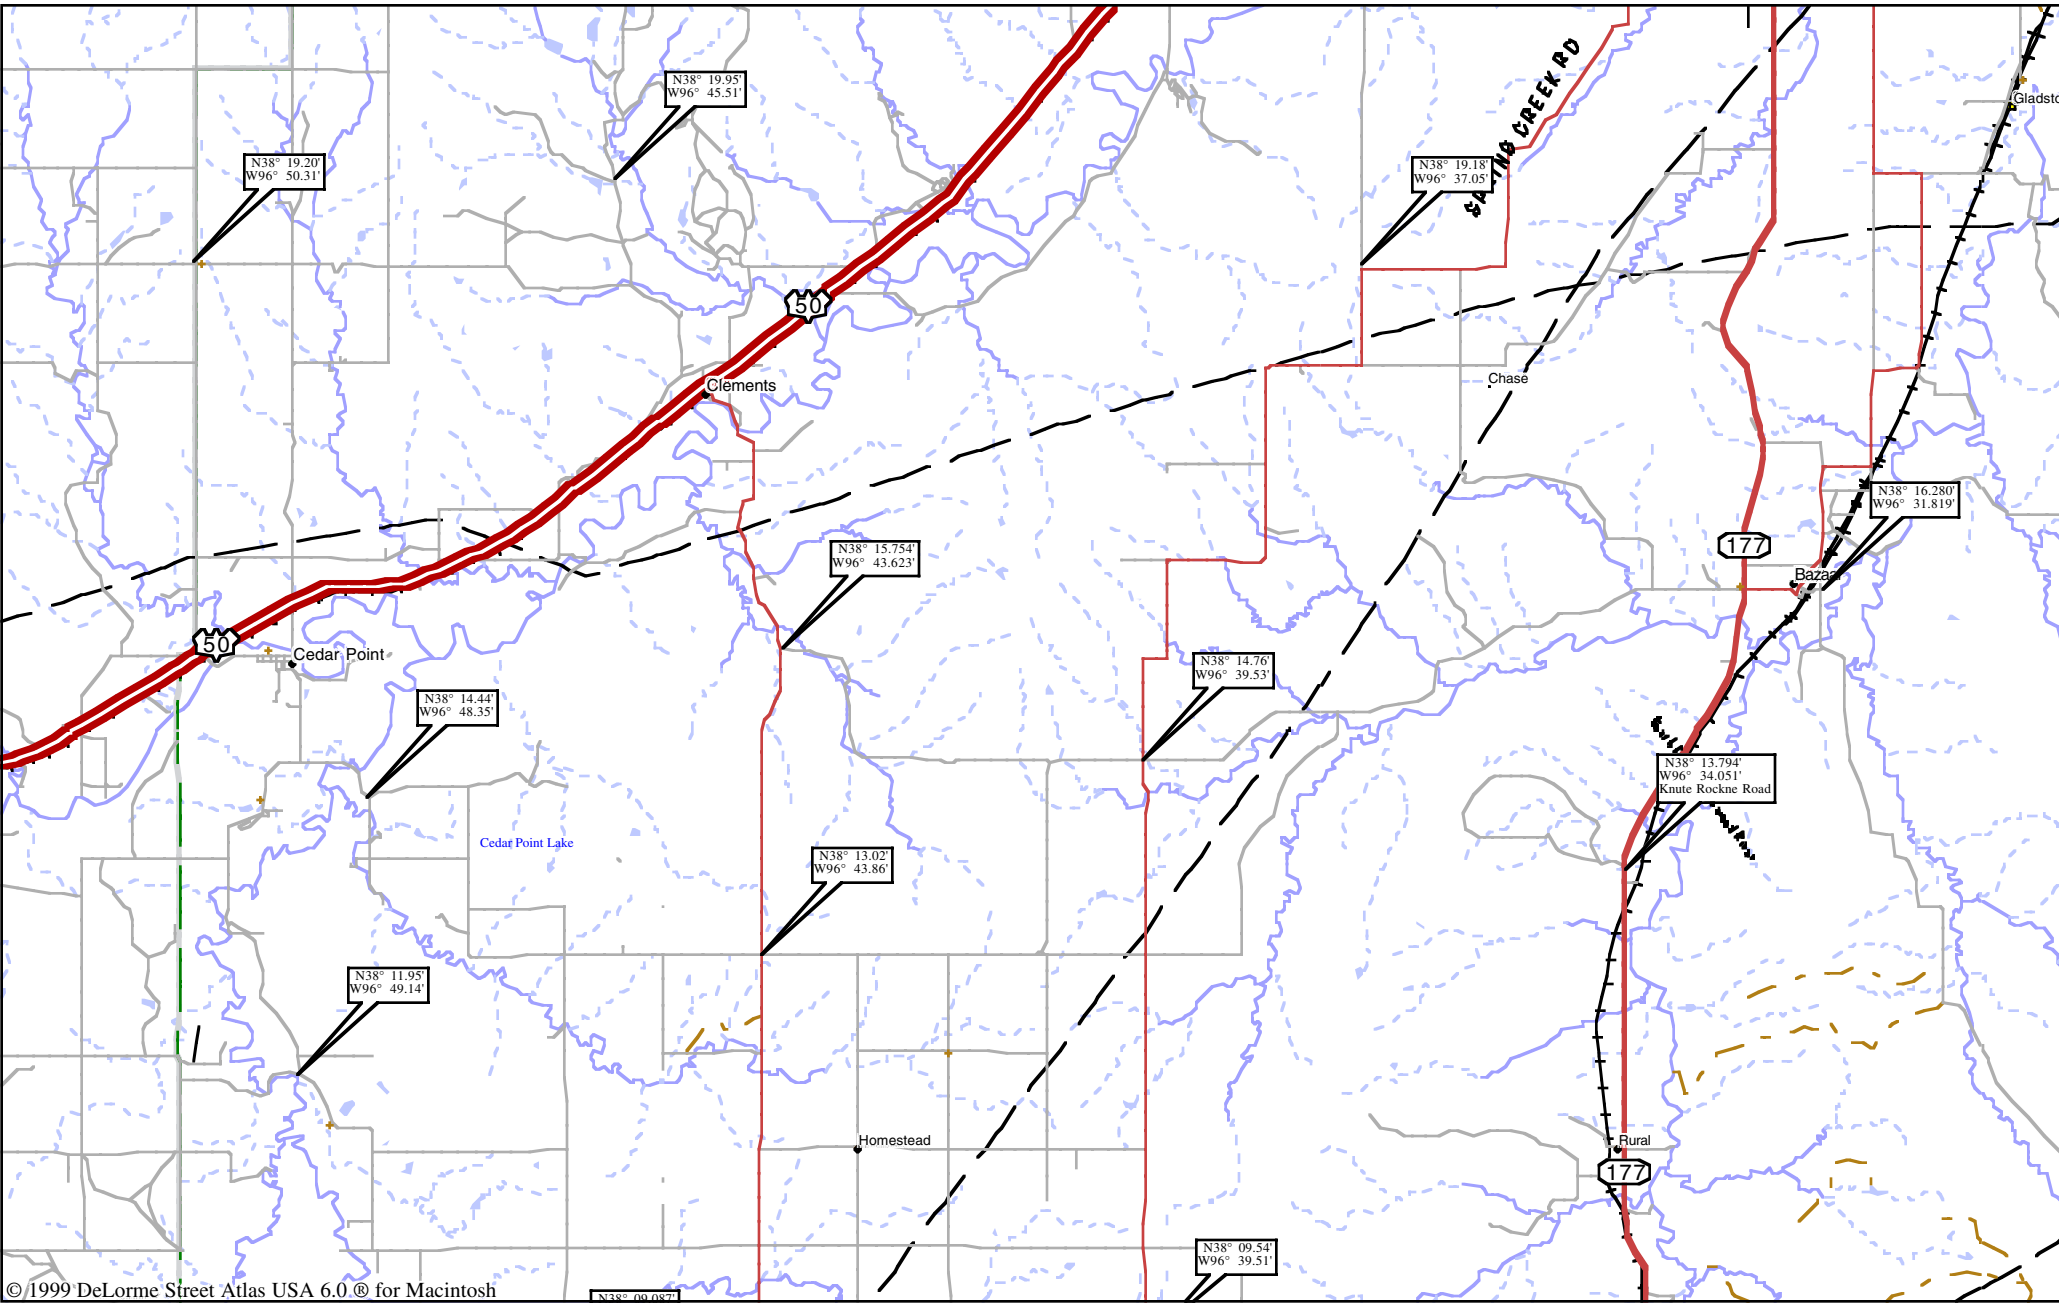 N38° 19.95'
W96° 45.51'
Gladsto
N38° 19.20'
W96° 50.31'
N38° 19.18'
W96° 37.05'
CREEK RD
50
Clements
Chase
N38° 16.280'
W96° 31.819'
177
N38° 15.754'
W96° 43.623'
Bazaar
50
Cedar Point
N38° 14.76'
W96° 39.53'
N38° 14.44'
W96° 48.35'
N38° 13.794'
W96° 34.051'
Knute Rockne Road
Cedar Point Lake
N38° 13.02'
W96° 43.86'
N38° 11.95'
W96° 49.14'
Homestead
Rural
177
N38° 09.54'
W96° 39.51'
N38° 09.087'
© 1999 DeLorme Street Atlas USA 6.0 ® for Macintosh